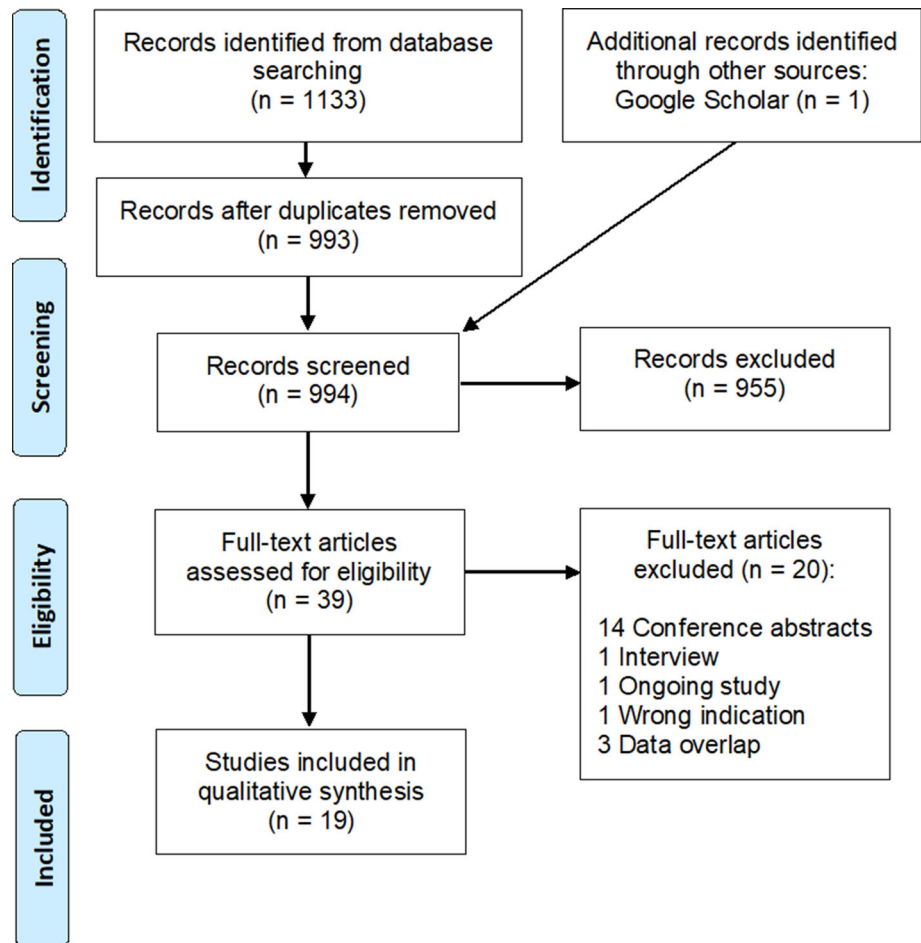 Identification
Records identified from database
searching
(n = 1133)
Additional records identified
through other sources:
Google Scholar (n = 1)
Records after duplicates removed
(n = 993)
Screening
Records screened
(n = 994)
Records excluded
(n = 955)
Eligibility
Full-text articles
assessed for eligibility
(n = 39)
Full-text articles
excluded (n = 20):
14 Conference abstracts
1 Interview
1 Ongoing study
1 Wrong indication
3 Data overlap
Included
Studies included in
qualitative synthesis
(n = 19)